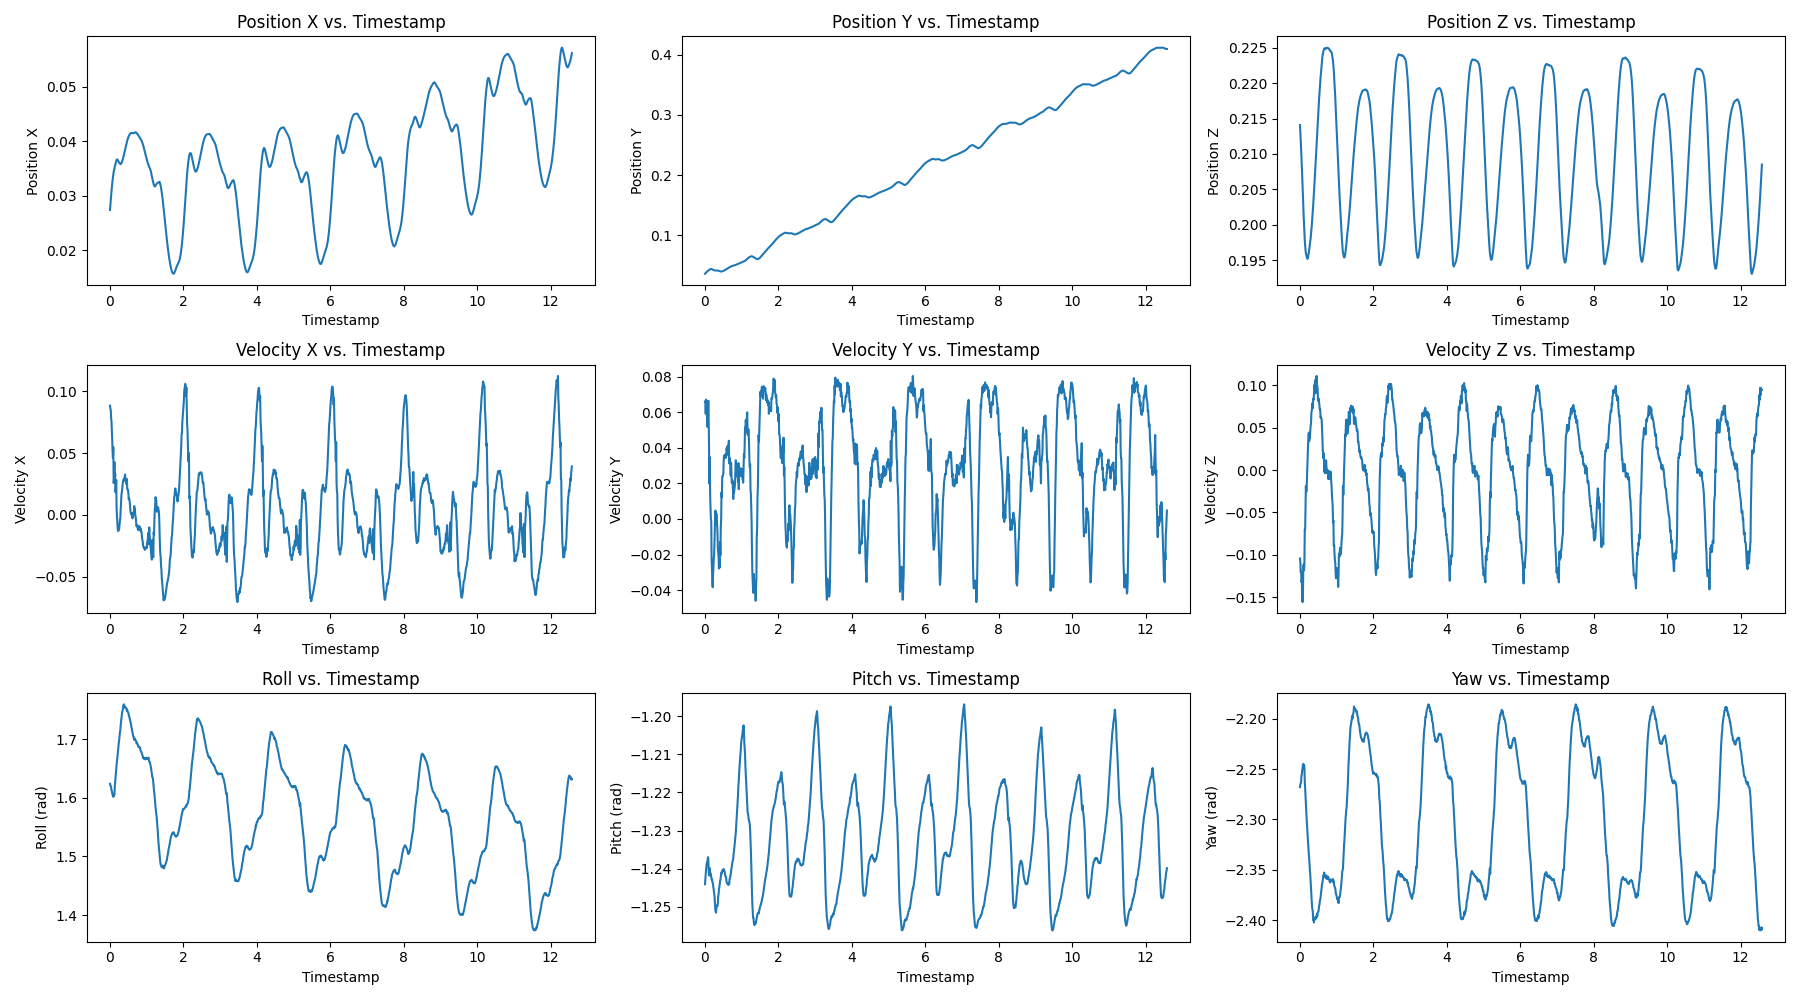 Position X vs. Timestamp
Position X
0.05
0.04
0.03
0.02
0 2 4 6 8 10 12
Timestamp
Position Y vs. Timestamp
Position Y
0.4
0.3
0.2
0.1
0 2 4 6 8 10 12
Timestamp
Position Z vs. Timestamp
Position Z
0.225
0.220
0.215
0.210
0.205
0.200
0.195
0 2 4 6 8 10 12
Timestamp
Velocity X vs. Timestamp
Velocity X
0.10
0.05
0.00
−0.05
0 2 4 6 8 10 12
Timestamp
Velocity Y vs. Timestamp
Velocity Y
0.08
0.06
0.04
0.02
0.00
−0.02
−0.04
0 2 4 6 8 10 12
Timestamp
Velocity Z vs. Timestamp
Velocity Z
0.10
0.05
0.00
−0.05
−0.10
−0.15
0 2 4 6 8 10 12
Timestamp
Roll vs. Timestamp
Roll (rad)
1.7
1.6
1.5
1.4
0 2 4 6 8 10 12
Timestamp
Pitch vs. Timestamp
Pitch (rad)
−1.20
−1.21
−1.22
−1.23
−1.24
−1.25
0 2 4 6 8 10 12
Timestamp
Yaw vs. Timestamp
Yaw (rad)
−2.20
−2.25
−2.30
−2.35
−2.40
0 2 4 6 8 10 12
Timestamp